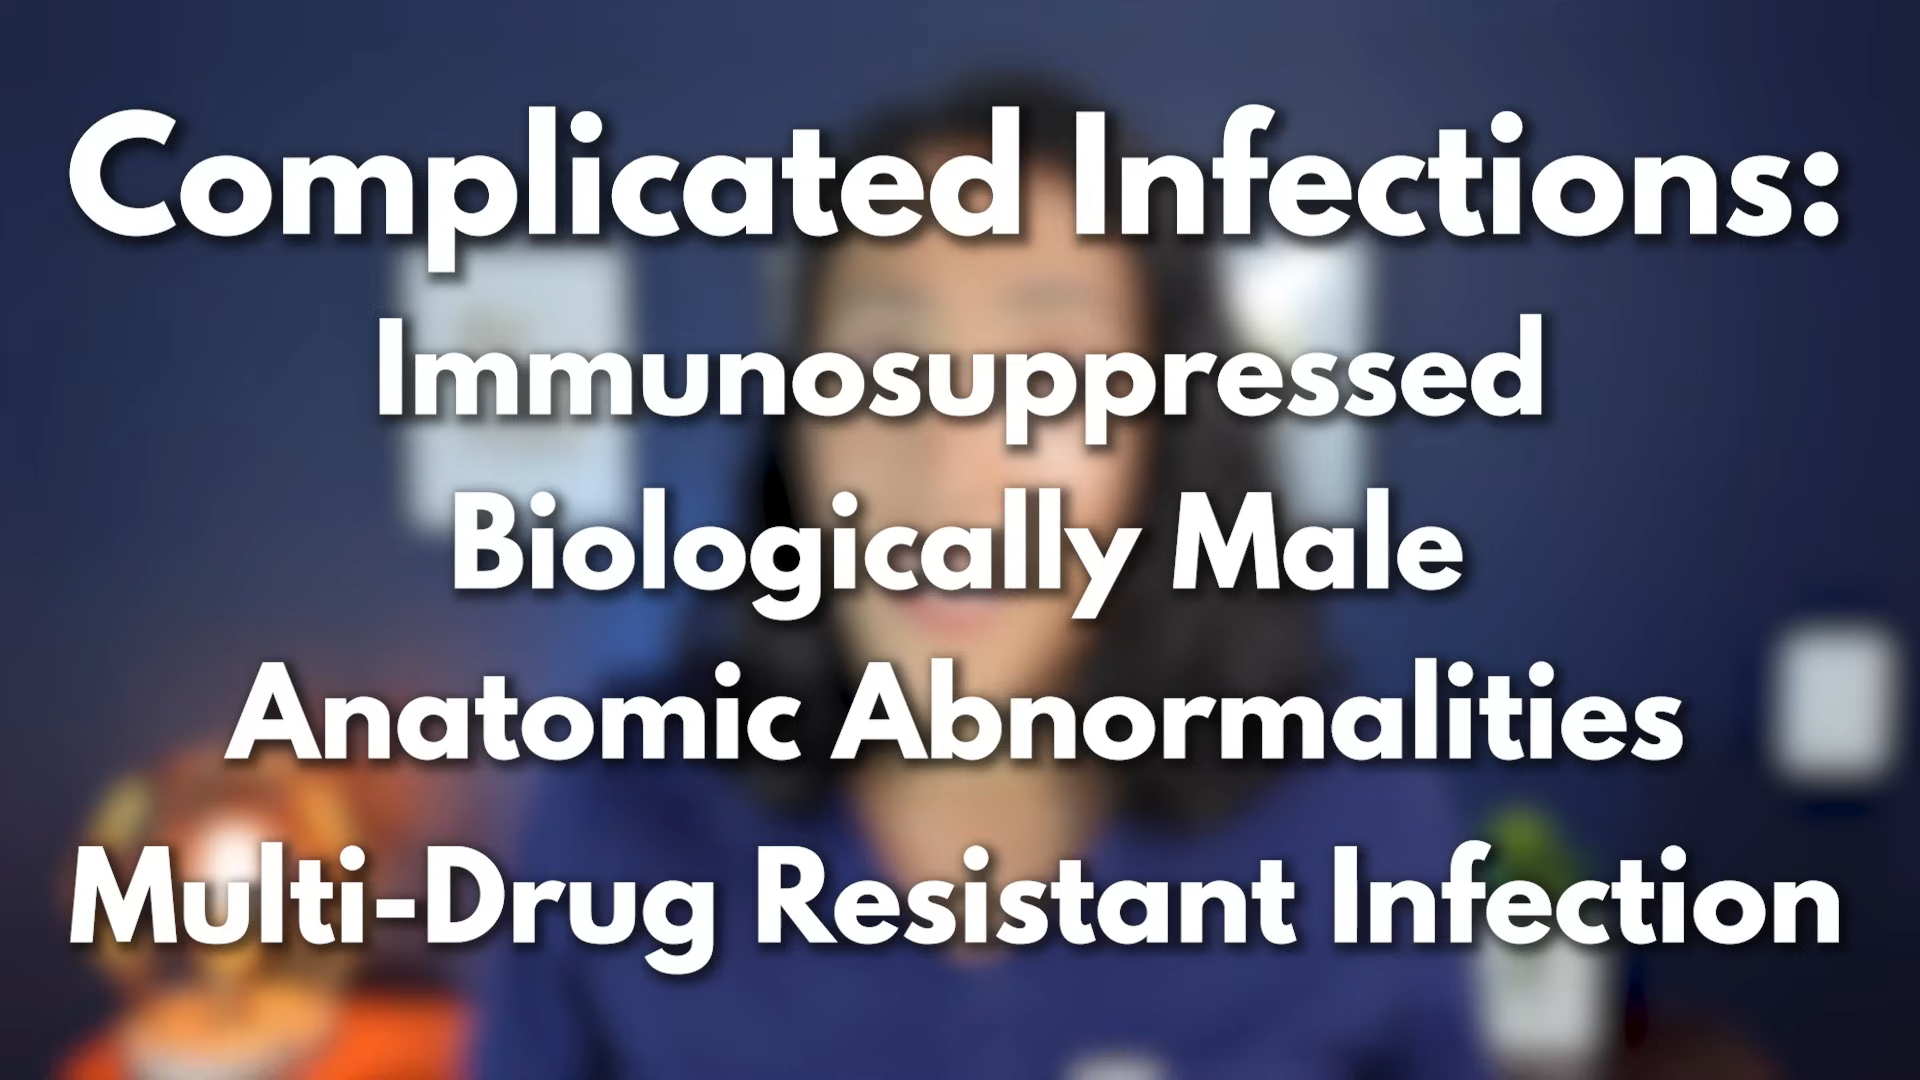 Complicated Infections:
Immunosuppressed
Biologically Male
Anatomic Abnormalities
Multi-Drug Resistant Infection